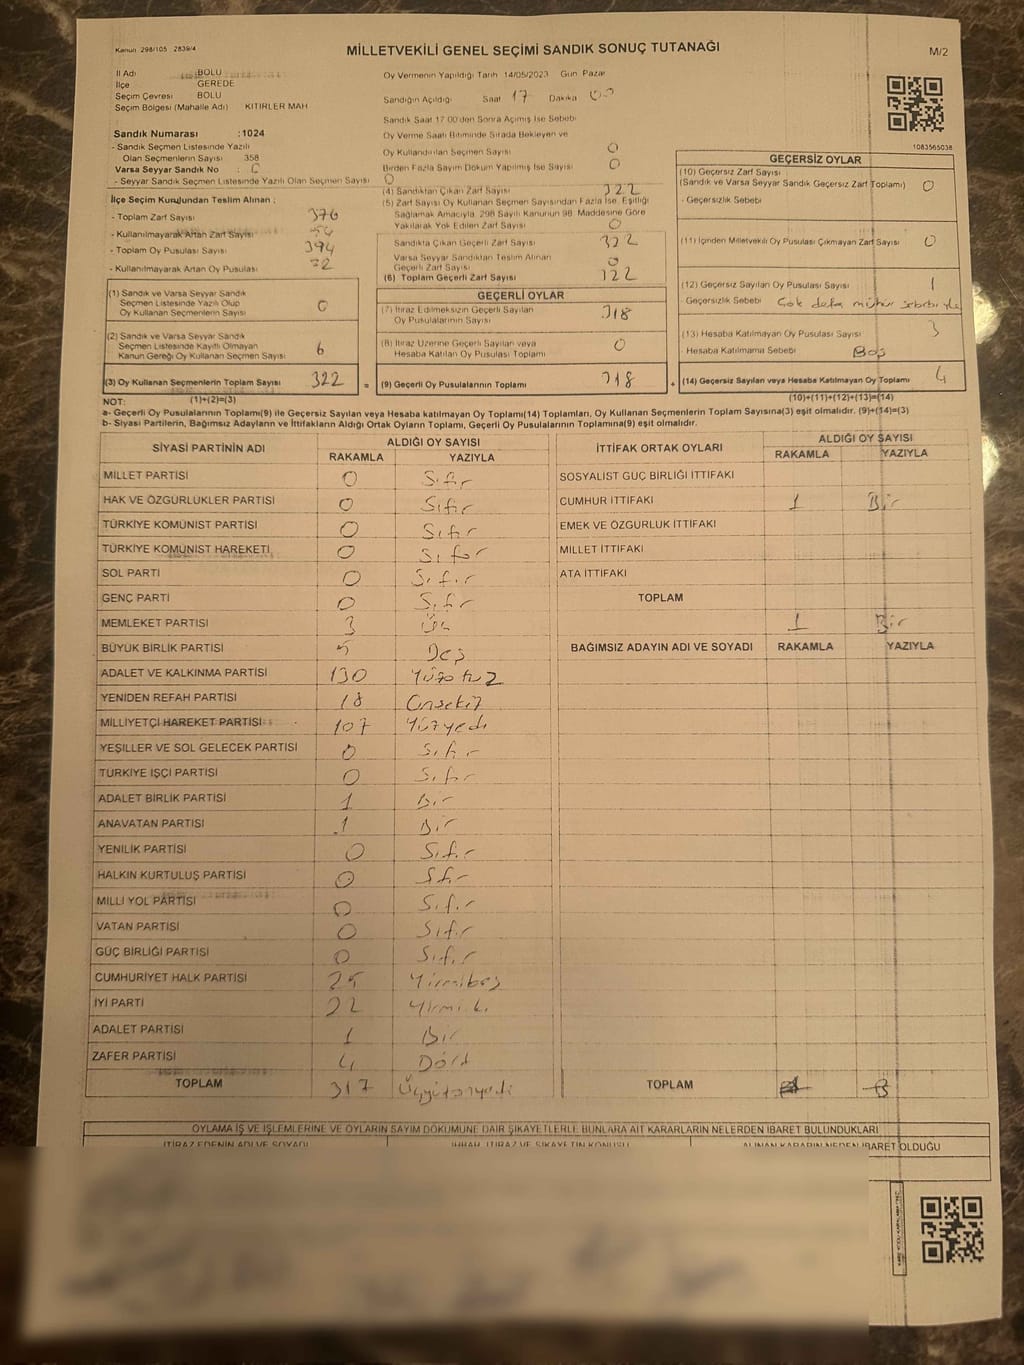 Kanun 298/105 2839/4
MİLLETVEKİLİ GENEL SEÇİMİ SANDIK SONUÇ TUTANAĞI
M/2
İl Adı BOLU
İlçe GEREDE
Seçim Çevresi BOLU
Seçim Bölgesi (Mahalle Adı) KITIRLER MAH
Sandık Numarası :1024
- Sandık Seçmen Listesinde Yazılı
Olan Seçmenlerin Sayısı 358
Varsa Seyyar Sandık No :
- Seyyar Sandık Seçmen Listesinde Yazılı Olan Seçmen Sayısı 0
İlçe Seçim Kurulundan Teslim Alınan ;
- Toplam Zarf Sayısı 376
- Kullanılmayarak Artan Zarf Sayısı 54
- Toplam Oy Pusulası Sayısı 394
- Kullanılmayarak Artan Oy Pusulası 72
(1) Sandık ve Varsa Seyyar Sandık
Seçmen Listesinde Yazılı Olup
Oy Kullanan Seçmenlerin Sayısı 0
(2) Sandık ve Varsa Seyyar Sandık
Seçmen Listesinde Kayıtlı Olmayan
Kanun Gereği Oy Kullanan Seçmen Sayısı 6
(3) Oy Kullanan Seçmenlerin Toplam Sayısı 322
Oy Vermenin Yapıldığı Tarih 14/05/2023 Gün Pazar
Sandığın Açıldığı Saat 17 Dakika 00
Sandık Saat 17 00'den Sonra Açılmış İse Sebebi
Oy Verme Saati Bitiminde Sırada Bekleyen ve
Oy Kullandırılan Seçmen Sayısı 0
Birden Fazla Sayım Döküm Yapılmış İse Sayısı 0
(4) Sandıktan Çıkan Zarf Sayısı 322
(5) Zarf Sayısı Oy Kullanan Seçmen Sayısından Fazla İse, Eşitliği
Sağlamak Amacıyla, 298 Sayılı Kanunun 98. Maddesine Göre
Yakılarak Yok Edilen Zarf Sayısı 0
Sandıkta Çıkan Geçerli Zarf Sayısı 322
Varsa Seyyar Sandıktan Teslim Alınan
Geçerli Zarf Sayısı 0
(6) Toplam Geçerli Zarf Sayısı 322
GEÇERLİ OYLAR
(7) İtiraz Edilmeksizin Geçerli Sayılan
Oy Pusulalarının Sayısı 318
(8) İtiraz Üzerine Geçerli Sayılan veya
Hesaba Katılan Oy Pusulası Toplamı 0
= (9) Geçerli Oy Pusulalarının Toplamı 318
1083565038
GEÇERSİZ OYLAR
(10) Geçersiz Zarf Sayısı
(Sandık ve Varsa Seyyar Sandık Geçersiz Zarf Toplamı) 0
- Geçersizlik Sebebi
(11) İçinden Milletvekili Oy Pusulası Çıkmayan Zarf Sayısı 0
(12) Geçersiz Sayılan Oy Pusulası Sayısı 1
- Geçersizlik Sebebi Çok defa mühür sebebiyle
(13) Hesaba Katılmayan Oy Pusulası Sayısı 3
- Hesaba Katılmama Sebebi Boş
+ (14) Geçersiz Sayılan veya Hesaba Katılmayan Oy Toplamı 4
NOT: (1)+(2)=(3) (10)+(11)+(12)+(13)=(14)
a- Geçerli Oy Pusulalarının Toplamı(9) ile Geçersiz Sayılan veya Hesaba katılmayan Oy Toplamı(14) Toplamları, Oy Kullanan Seçmenlerin Toplam Sayısına(3) eşit olmalıdır. (9)+(14)=(3)
b- Siyasi Partilerin, Bağımsız Adayların ve İttifakların Aldığı Ortak Oyların Toplamı, Geçerli Oy Pusulalarının Toplamına(9) eşit olmalıdır.
SİYASİ PARTİNİN ADI ALDIĞI OY SAYISI
RAKAMLA YAZIYLA
MİLLET PARTİSİ 0 Sıfır
HAK VE ÖZGÜRLÜKLER PARTİSİ 0 Sıfır
TÜRKİYE KOMÜNİST PARTİSİ 0 Sıfır
TÜRKİYE KOMÜNİST HAREKETİ 0 Sıfır
SOL PARTİ 0 Sıfır
GENÇ PARTİ 0 Sıfır
MEMLEKET PARTİSİ 3 Üç
BÜYÜK BİRLİK PARTİSİ 5 Beş
ADALET VE KALKINMA PARTİSİ 130 Yüzotuz
YENİDEN REFAH PARTİSİ 18 Onsekiz
MİLLİYETÇİ HAREKET PARTİSİ 107 Yüzyedi
YEŞİLLER VE SOL GELECEK PARTİSİ 0 Sıfır
TÜRKİYE İŞÇİ PARTİSİ 0 Sıfır
ADALET BİRLİK PARTİSİ 1 Bir
ANAVATAN PARTİSİ 1 Bir
YENİLİK PARTİSİ 0 Sıfır
HALKIN KURTULUŞ PARTİSİ 0 Sıfır
MİLLİ YOL PARTİSİ 0 Sıfır
VATAN PARTİSİ 0 Sıfır
GÜÇ BİRLİĞİ PARTİSİ 0 Sıfır
CUMHURİYET HALK PARTİSİ 25 Yirmibeş
İYİ PARTİ 22 Yirmiiki
ADALET PARTİSİ 1 Bir
ZAFER PARTİSİ 4 Dört
TOPLAM 317 Üçyüzonyedi
İTTİFAK ORTAK OYLARI ALDIĞI OY SAYISI
RAKAMLA YAZIYLA
SOSYALİST GÜÇ BİRLİĞİ İTTİFAKI
CUMHUR İTTİFAKI 1 Bir
EMEK VE ÖZGÜRLÜK İTTİFAKI
MİLLET İTTİFAKI
ATA İTTİFAKI
TOPLAM 1 Bir
BAĞIMSIZ ADAYIN ADI VE SOYADI RAKAMLA YAZIYLA
TOPLAM
OYLAMA İŞ VE İŞLEMLERİNE VE OYLARIN SAYIM DÖKÜMÜNE DAİR ŞİKAYETLERLE BUNLARA AİT KARARLARIN NELERDEN İBARET BULUNDUKLARI
İTİRAZ EDENİN ADI VE SOYADI İHBAR, İTİRAZ VE ŞİKAYETİN KONUSU ALINAN KARARIN NEDEN İBARET OLDUĞU